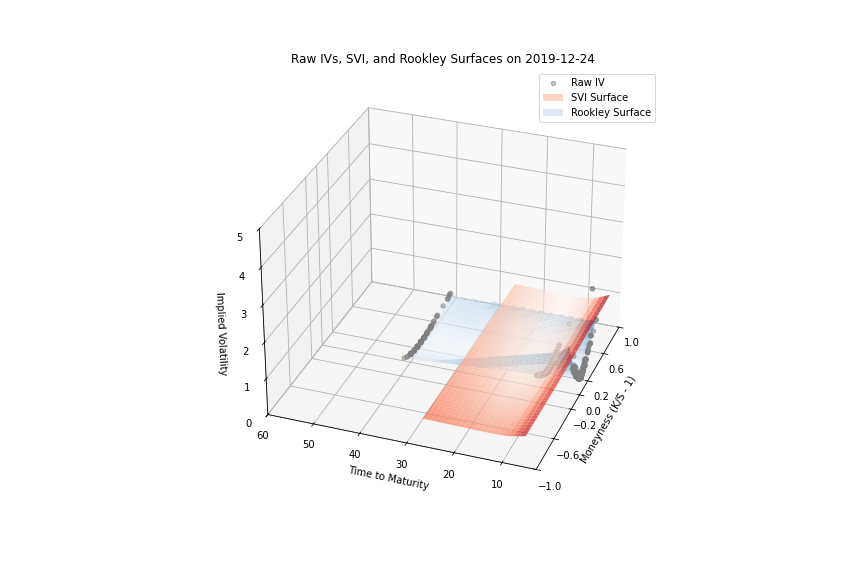 Raw IVs, SVI, and Rookley Surfaces on 2019-12-24
Raw IV
SVI Surface
Rookley Surface
5
4
3
2
1
0
Implied Volatility
60
50
40
30
20
10
Time to Maturity
1.0
0.6
0.2
0.0
−0.2
−0.6
−1.0
Moneyness (K/S - 1)